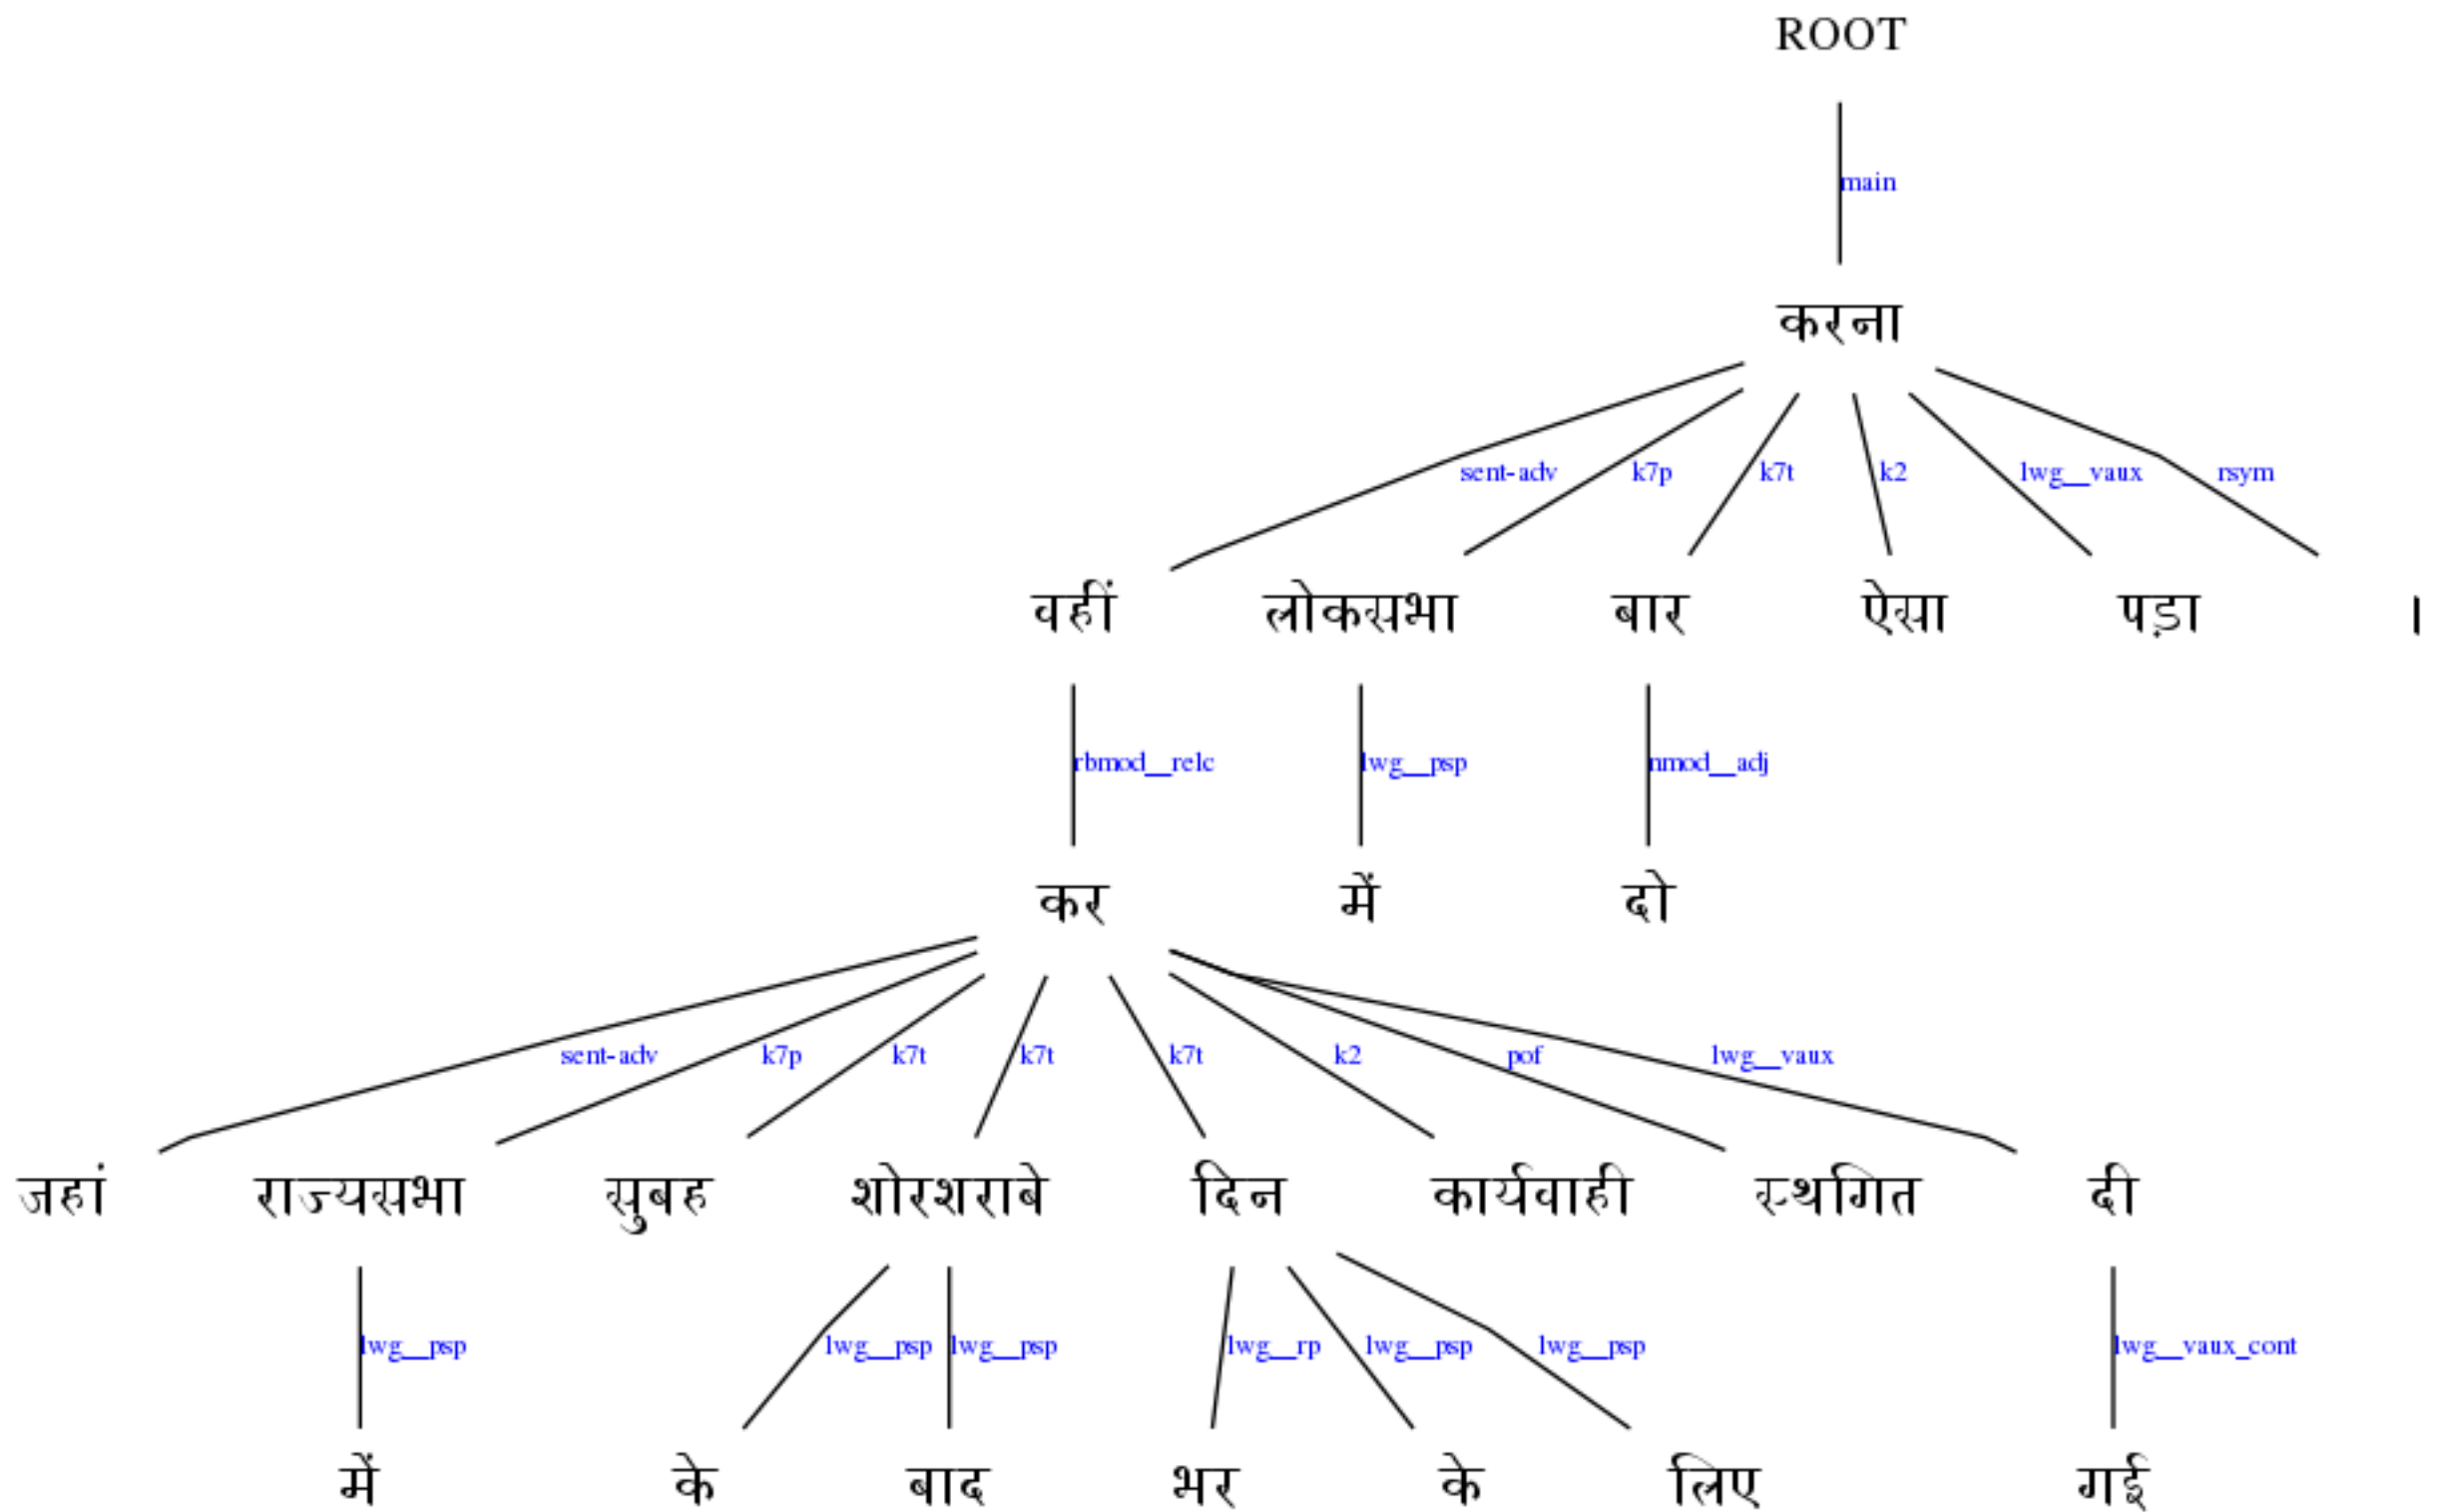 ROOT
main
करना
sent-adv k7p k7t k2 lwg__vaux rsym
वहीं लोकसभा बार ऐसा पड़ा ।
rbmod__relc lwg__psp nmod__adj
कर में दो
sent-adv k7p k7t k7t k7t k2 pof lwg__vaux
जहां राज्यसभा सुबह शोरशराबे दिन कार्यवाही स्थगित दी
lwg__psp lwg__psp lwg__psp lwg__rp lwg__psp lwg__psp lwg__vaux_cont
में के बाद भर के लिए गई